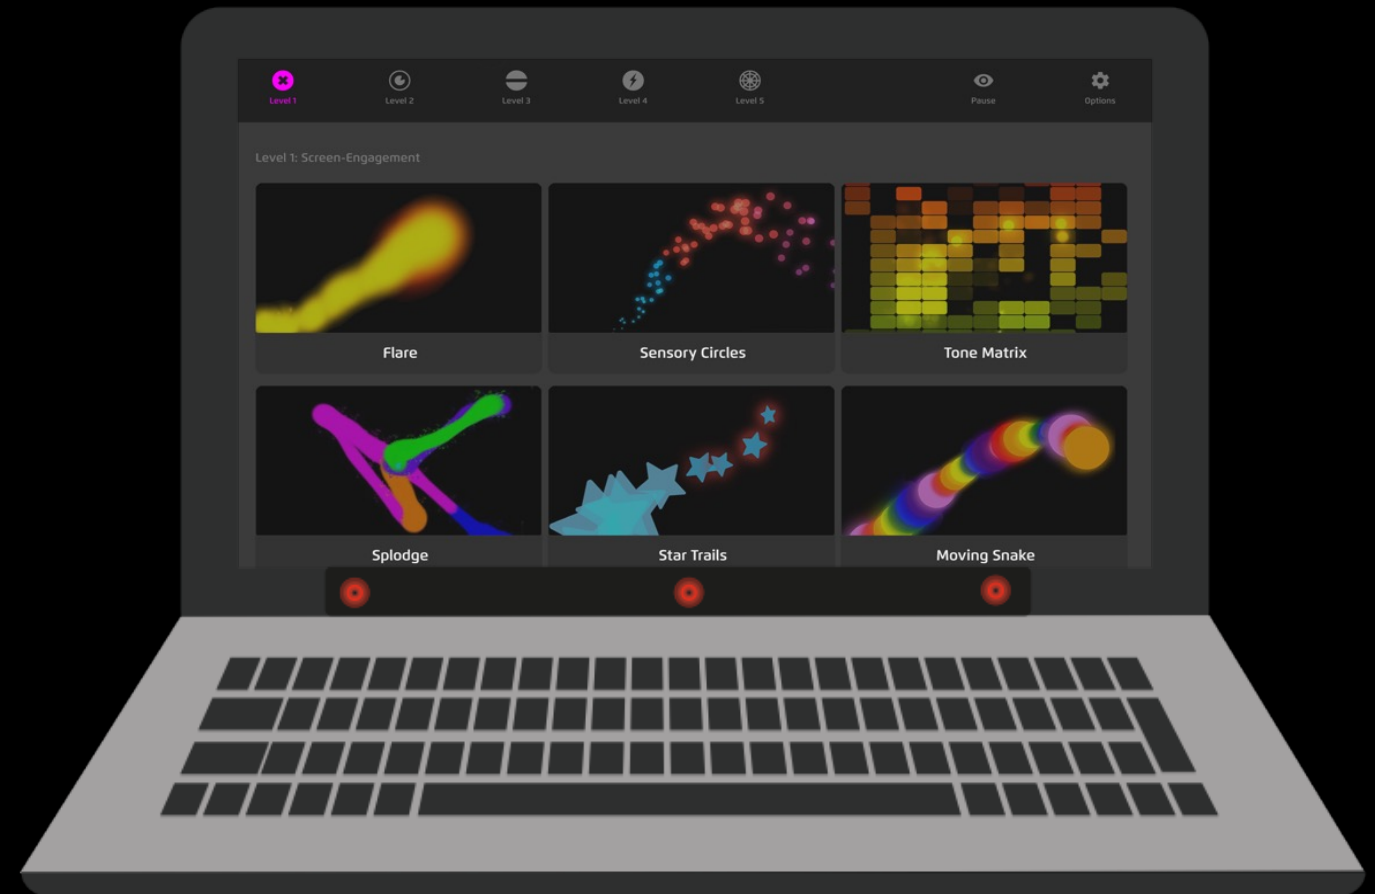 Level 1
Level 2
Level 3
Level 4
Level 5
Pause
Options
Level 1: Screen-Engagement
Flare
Sensory Circles
Tone Matrix
Splodge
Star Trails
Moving Snake